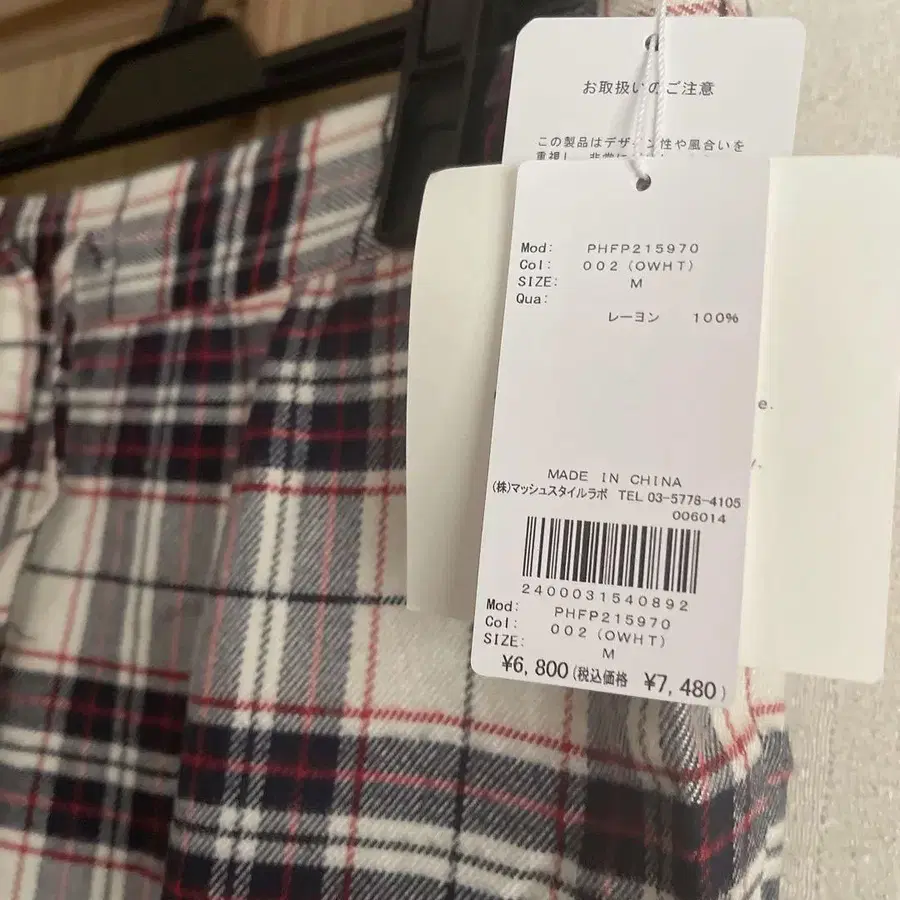 お取扱いのご注意
この製品はデザイン性や風合いを
重視し、非常に
Mod: PHFP215970
Col: 002 (OWHT)
SIZE: M
Qua:
レーヨン 100%
e.
MADE IN CHINA
(株)マッシュスタイルラボ TEL 03-5778-4105
006014
2400031540892
Mod: PHFP215970
Col: 002 (OWHT)
SIZE: M
¥6,800(税込価格 ¥7,480)